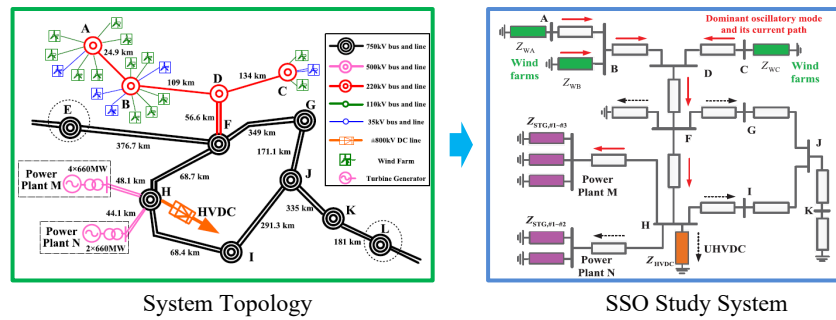 A
24.9 km
B
109 km
D
134 km
C
56.6 km
E
F
349 km
G
376.7 km
171.1 km
68.7 km
J
Power
Plant M
4×660MW
48.1 km
H
HVDC
44.1 km
Power
Plant N
2×660MW
291.3 km
335 km
K
181 km
L
68.4 km
I
750kV bus and line
500kV bus and line
220kV bus and line
110kV bus and line
35kV bus and line
±800kV DC line
Wind Farm
Turbine Generator
System Topology
A
Z_WA
Wind
farms
Z_WB
B
Dominant oscillatory mode
and its current path
D
C
Z_WC
Wind
farms
F
G
Z_STG,#1-#3
Power
Plant M
J
H
I
K
Z_STG,#1-#2
Power
Plant N
Z_HVDC
UHVDC
SSO Study System